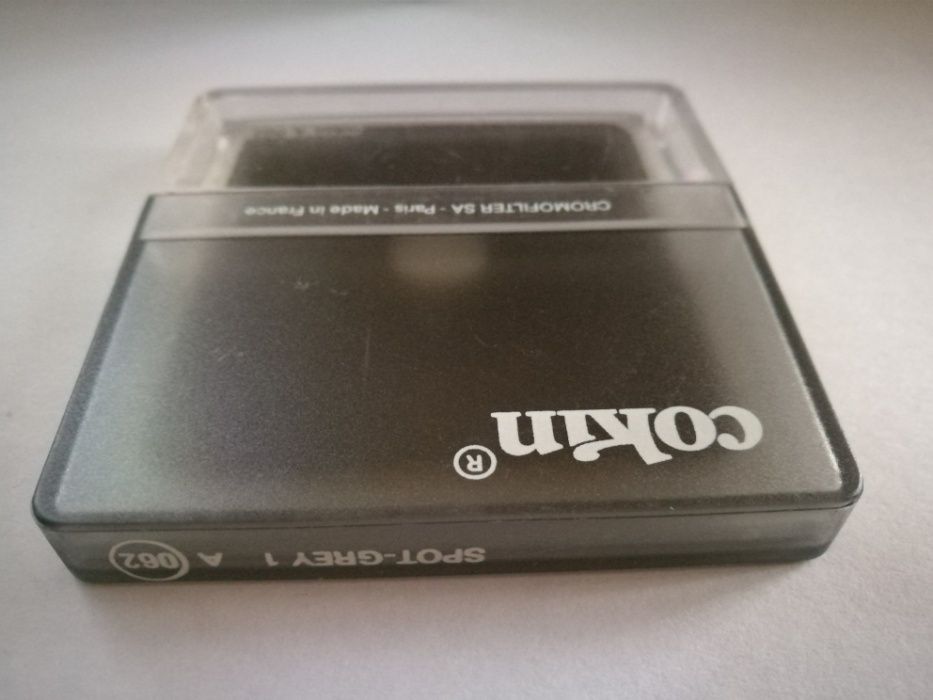 SPOT-GREY 1 A 062
cokin®
CROMOFILTER SA - Paris - Made in France